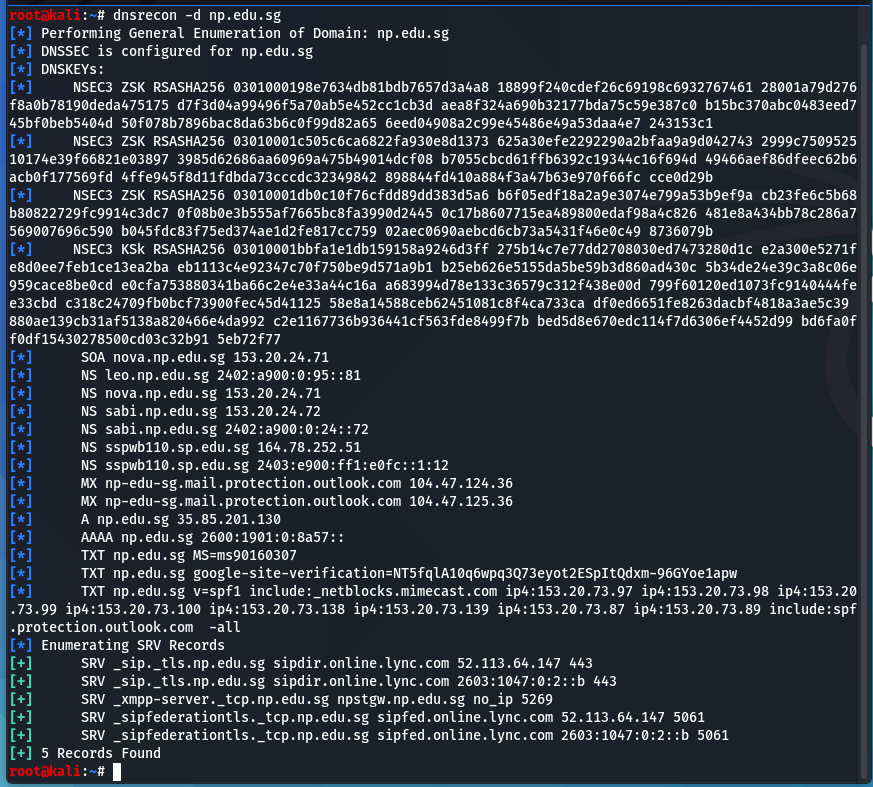 root@kali:~# dnsrecon -d np.edu.sg
[*] Performing General Enumeration of Domain: np.edu.sg
[*] DNSSEC is configured for np.edu.sg
[*] DNSKEYs:
[*]     NSEC3 ZSK RSASHA256 0301000198e7634db81bdb7657d3a4a8 18899f240cdef26c69198c6932767461 28001a79d276
f8a0b78190deda475175 d7f3d04a99496f5a70ab5e452cc1cb3d aea8f324a690b32177bda75c59e387c0 b15bc370abc0483eed7
45bf0beb5404d 50f078b7896bac8da63b6c0f99d82a65 6eed04908a2c99e45486e49a53daa4e7 243153c1
[*]     NSEC3 ZSK RSASHA256 03010001c505c6ca6822fa930e8d1373 625a30efe2292290a2bfaa9a9d042743 2999c7509525
10174e39f66821e03897 3985d62686aa60969a475b49014dcf08 b7055cbcd61ffb6392c19344c16f694d 49466aef86dfeec62b6
acb0f177569fd 4ffe945f8d11fdbda73cccdc32349842 898844fd410a884f3a47b63e970f66fc cce0d29b
[*]     NSEC3 ZSK RSASHA256 03010001db0c10f76cfdd89dd383d5a6 b6f05edf18a2a9e3074e799a53b9ef9a cb23fe6c5b68
b80822729fc9914c3dc7 0f08b0e3b555af7665bc8fa3990d2445 0c17b8607715ea489800edaf98a4c826 481e8a434bb78c286a7
569007696c590 b045fdc83f75ed374ae1d2fe817cc759 02aec0690aebcd6cb73a5431f46e0c49 8736079b
[*]     NSEC3 KSk RSASHA256 03010001bbfa1e1db159158a9246d3ff 275b14c7e77dd2708030ed7473280d1c e2a300e5271f
e8d0ee7feb1ce13ea2ba eb1113c4e92347c70f750be9d571a9b1 b25eb626e5155da5be59b3d860ad430c 5b34de24e39c3a8c06e
959cace8be0cd e0cfa753880341ba66c2e4e33a44c16a a683994d78e133c36579c312f438e00d 799f60120ed1073fc9140444fe
e33cbd c318c24709fb0bcf73900fec45d41125 58e8a14588ceb62451081c8f4ca733ca df0ed6651fe8263dacbf4818a3ae5c39
880ae139cb31af5138a820466e4da992 c2e1167736b936441cf563fde8499f7b bed5d8e670edc114f7d6306ef4452d99 bd6fa0f
f0df15430278500cd03c32b91 5eb72f77
[*]      SOA nova.np.edu.sg 153.20.24.71
[*]      NS leo.np.edu.sg 2402:a900:0:95::81
[*]      NS nova.np.edu.sg 153.20.24.71
[*]      NS sabi.np.edu.sg 153.20.24.72
[*]      NS sabi.np.edu.sg 2402:a900:0:24::72
[*]      NS sspwb110.sp.edu.sg 164.78.252.51
[*]      NS sspwb110.sp.edu.sg 2403:e900:ff1:e0fc::1:12
[*]      MX np-edu-sg.mail.protection.outlook.com 104.47.124.36
[*]      MX np-edu-sg.mail.protection.outlook.com 104.47.125.36
[*]      A np.edu.sg 35.85.201.130
[*]      AAAA np.edu.sg 2600:1901:0:8a57::
[*]      TXT np.edu.sg MS=ms90160307
[*]      TXT np.edu.sg google-site-verification=NT5fqlA10q6wpq3Q73eyot2ESpItQdxm-96GYoe1apw
[*]      TXT np.edu.sg v=spf1 include:_netblocks.mimecast.com ip4:153.20.73.97 ip4:153.20.73.98 ip4:153.20
.73.99 ip4:153.20.73.100 ip4:153.20.73.138 ip4:153.20.73.139 ip4:153.20.73.87 ip4:153.20.73.89 include:spf
.protection.outlook.com  -all
[*] Enumerating SRV Records
[+]      SRV _sip._tls.np.edu.sg sipdir.online.lync.com 52.113.64.147 443
[+]      SRV _sip._tls.np.edu.sg sipdir.online.lync.com 2603:1047:0:2::b 443
[+]      SRV _xmpp-server._tcp.np.edu.sg npstgw.np.edu.sg no_ip 5269
[+]      SRV _sipfederationtls._tcp.np.edu.sg sipfed.online.lync.com 52.113.64.147 5061
[+]      SRV _sipfederationtls._tcp.np.edu.sg sipfed.online.lync.com 2603:1047:0:2::b 5061
[+] 5 Records Found
root@kali:~#